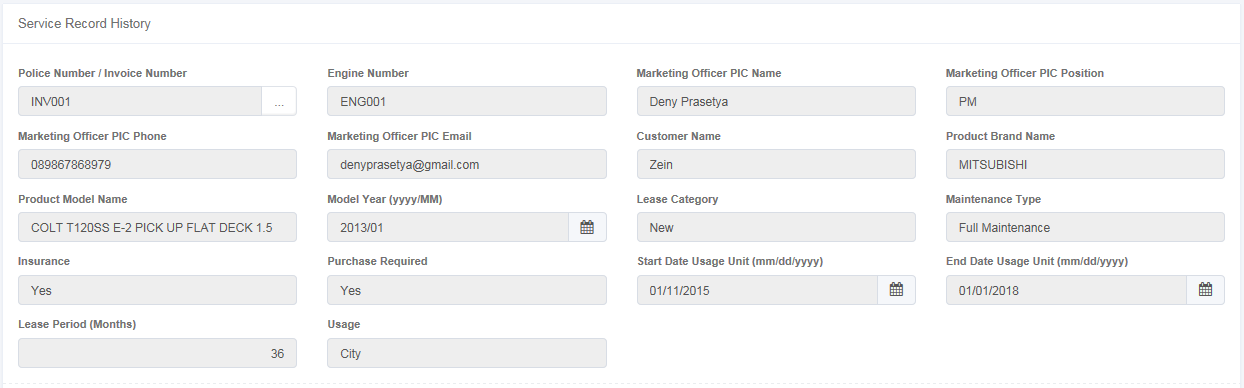 Service Record History
Police Number / Invoice Number
Engine Number
Marketing Officer PIC Name
Marketing Officer PIC Position
INV001
...
ENG001
Deny Prasetya
PM
Marketing Officer PIC Phone
Marketing Officer PIC Email
Customer Name
Product Brand Name
089867868979
denyprasetya@gmail.com
Zein
MITSUBISHI
Product Model Name
Model Year (yyyy/MM)
Lease Category
Maintenance Type
COLT T120SS E-2 PICK UP FLAT DECK 1.5
2013/01
New
Full Maintenance
Insurance
Purchase Required
Start Date Usage Unit (mm/dd/yyyy)
End Date Usage Unit (mm/dd/yyyy)
Yes
Yes
01/11/2015
01/01/2018
Lease Period (Months)
Usage
36
City